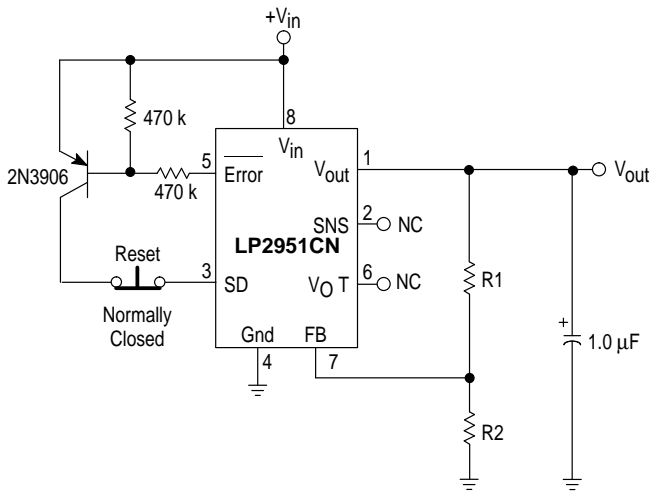 +Vin
470 k
8
Vin
2N3906
470 k
5
Error
Vout
1
Vout
SNS
2
NC
LP2951CN
Reset
3
SD
VO T
6
NC
R1
Normally
Closed
Gnd
FB
4
7
+
1.0 μF
R2